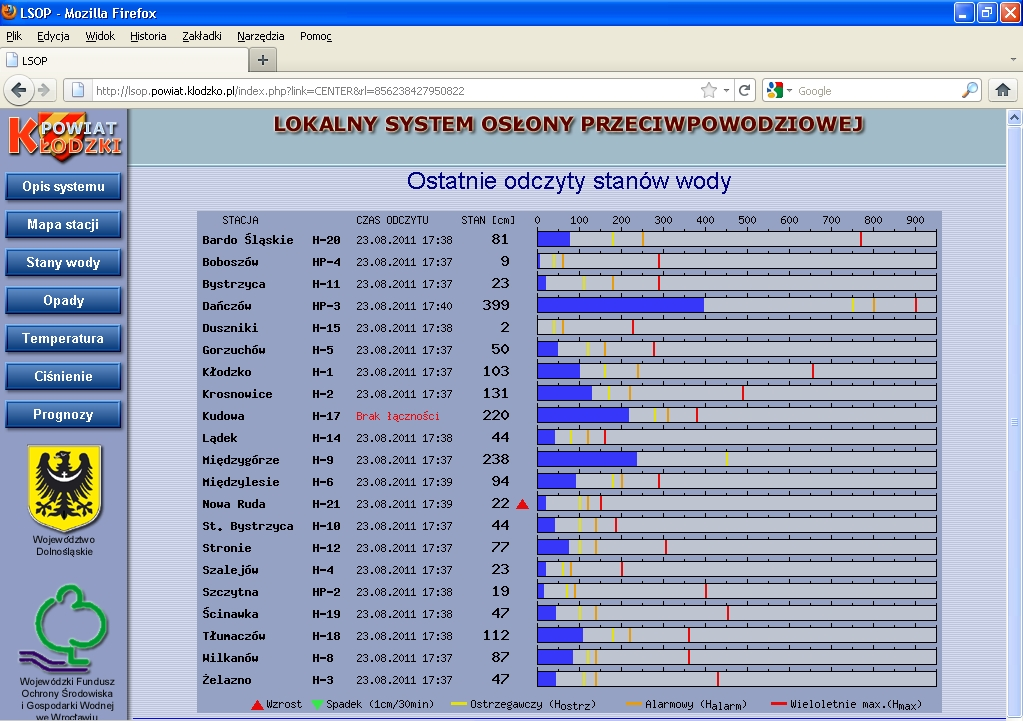 LSOP - Mozilla Firefox
Plik Edycja Widok Historia Zakładki Narzędzia Pomoc
LSOP
http://lsop.powiat.klodzko.pl/index.php?link=CENTER&rl=856238427950822 Google
POWIAT
KŁODZKI
LOKALNY SYSTEM OSŁONY PRZECIWPOWODZIOWEJ
Opis systemu
Mapa stacji
Stany wody
Opady
Temperatura
Ciśnienie
Prognozy
Województwo
Dolnośląskie
Wojewódzki Fundusz
Ochrony Środowiska
i Gospodarki Wodnej
we Wrocławiu
Ostatnie odczyty stanów wody
STACJA CZAS ODCZYTU STAN [cm] 0 100 200 300 400 500 600 700 800 900
Bardo Śląskie H-20 23.08.2011 17:38 81
Boboszów HP-4 23.08.2011 17:37 9
Bystrzyca H-11 23.08.2011 17:37 23
Dańczów HP-3 23.08.2011 17:40 399
Duszniki H-15 23.08.2011 17:38 2
Gorzuchów H-5 23.08.2011 17:37 50
Kłodzko H-1 23.08.2011 17:37 103
Krosnowice H-2 23.08.2011 17:37 131
Kudowa H-17 Brak łączności 220
Lądek H-14 23.08.2011 17:38 44
Międzygórze H-9 23.08.2011 17:37 238
Międzylesie H-6 23.08.2011 17:39 94
Nowa Ruda H-21 23.08.2011 17:39 22
St. Bystrzyca H-10 23.08.2011 17:37 44
Stronie H-12 23.08.2011 17:37 77
Szalejów H-4 23.08.2011 17:37 23
Szczytna HP-2 23.08.2011 17:38 19
Ścinawka H-19 23.08.2011 17:38 47
Tłumaczów H-18 23.08.2011 17:38 112
Wilkanów H-8 23.08.2011 17:37 87
Żelazno H-3 23.08.2011 17:37 47
Wzrost Spadek (1cm/30min) Ostrzegawczy (Hostrz) Alarmowy (Halarm) Wieloletnie max.(Hmax)